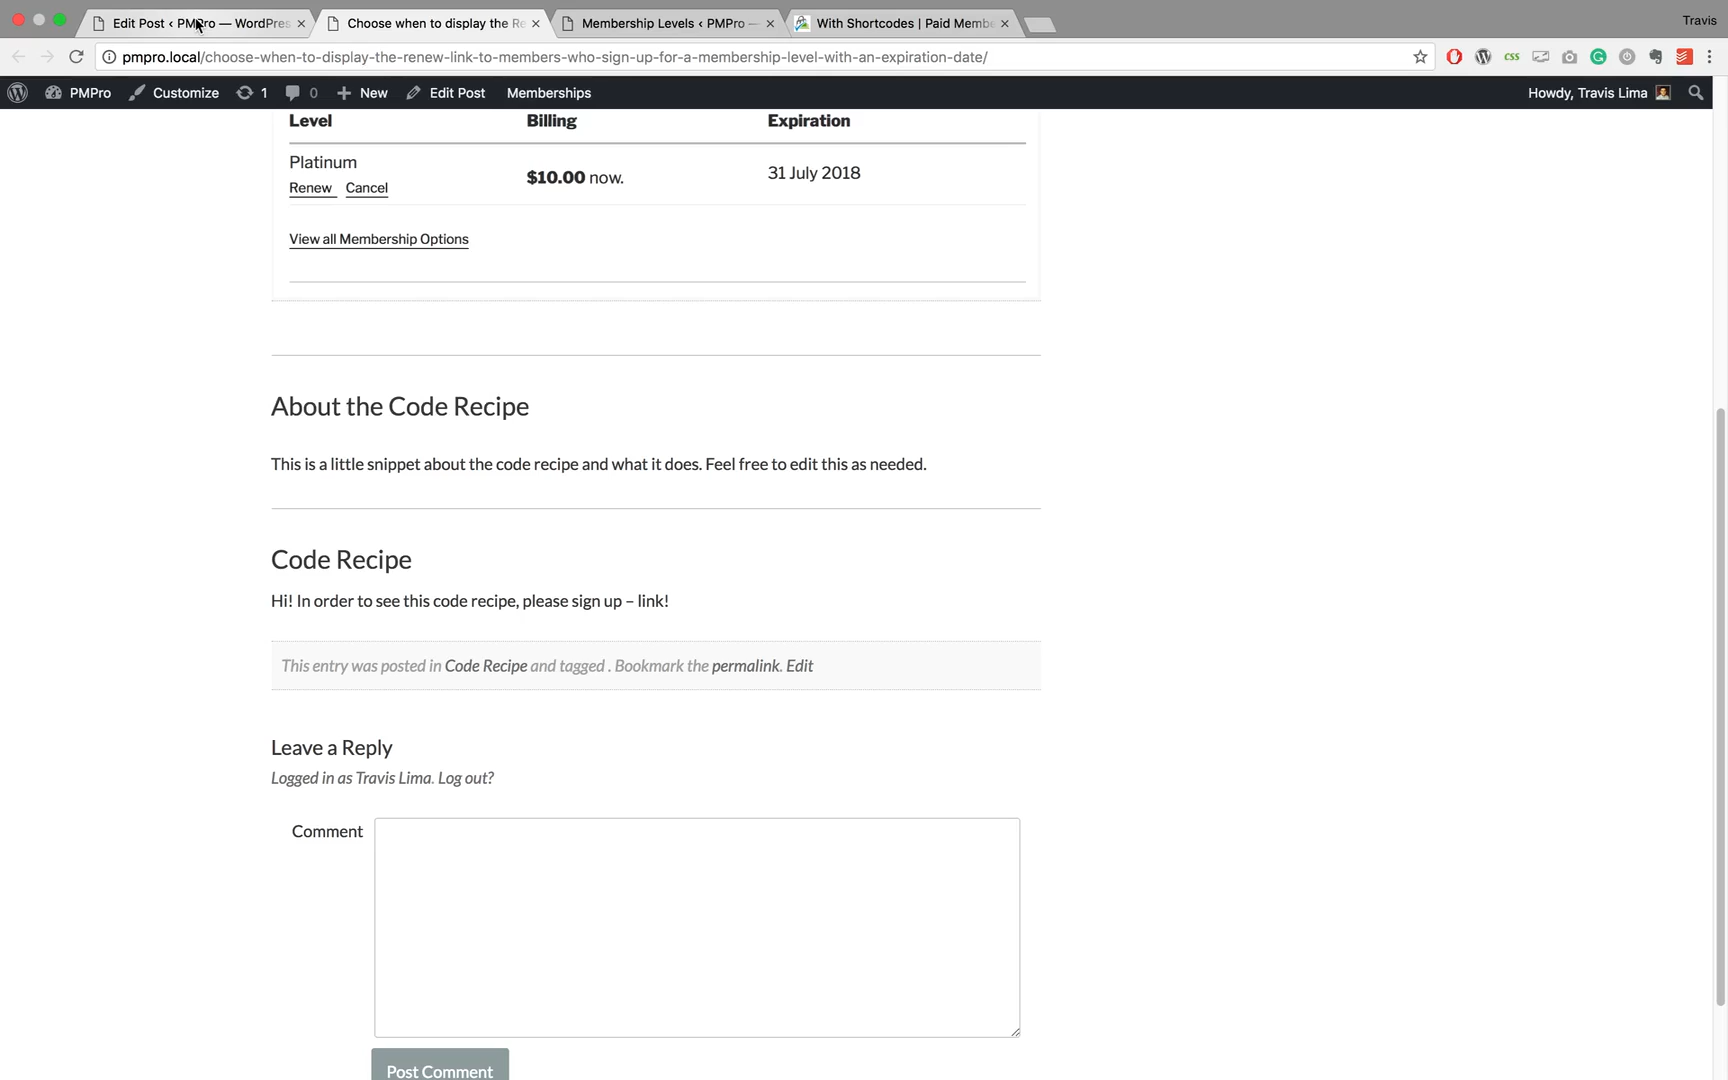 Edit Post ‹ PMPro — WordPres
Choose when to display the Re
Membership Levels ‹ PMPro —
With Shortcodes | Paid Membe
Travis
pmpro.local/choose-when-to-display-the-renew-link-to-members-who-sign-up-for-a-membership-level-with-an-expiration-date/
CSS
PMPro Customize 1 0 New Edit Post Memberships Howdy, Travis Lima
Level Billing Expiration
Platinum $10.00 now. 31 July 2018
Renew Cancel
View all Membership Options
About the Code Recipe
This is a little snippet about the code recipe and what it does. Feel free to edit this as needed.
Code Recipe
Hi! In order to see this code recipe, please sign up – link!
This entry was posted in Code Recipe and tagged . Bookmark the permalink. Edit
Leave a Reply
Logged in as Travis Lima. Log out?
Comment
Post Comment